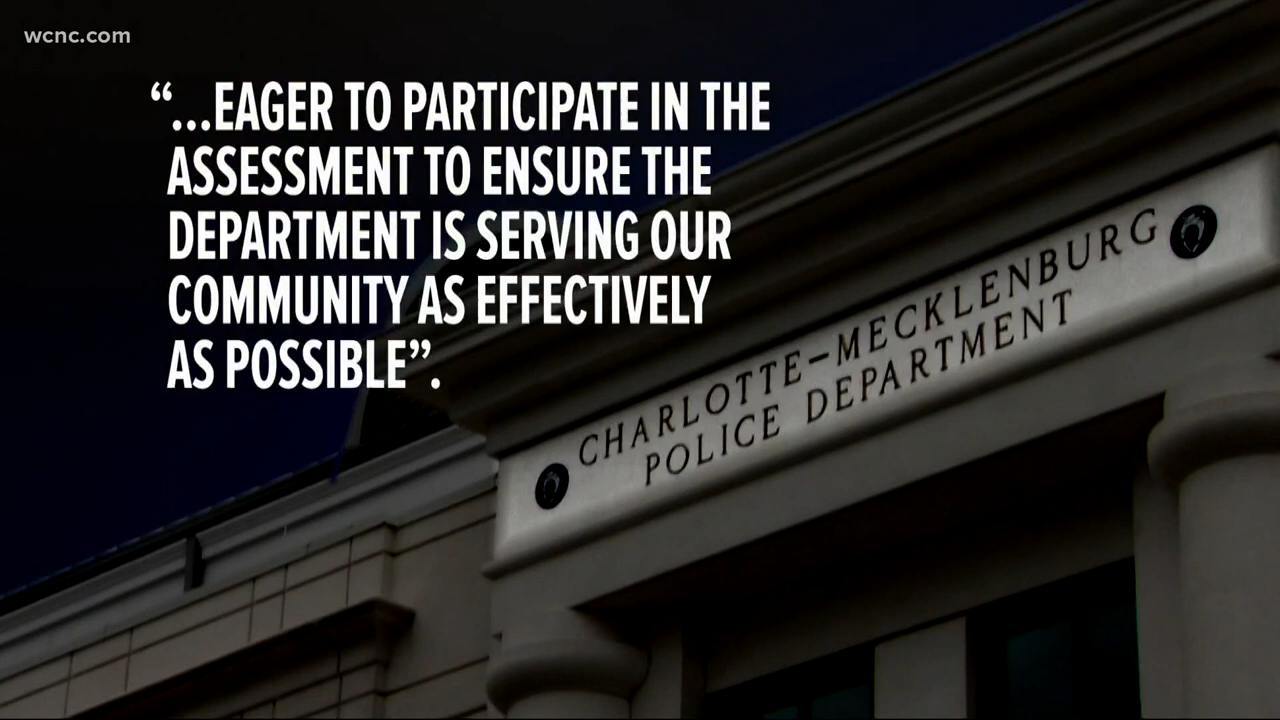 wcnc.com
“...EAGER TO PARTICIPATE IN THE
ASSESSMENT TO ENSURE THE
DEPARTMENT IS SERVING OUR
COMMUNITY AS EFFECTIVELY
AS POSSIBLE”.
CHARLOTTE–MECKLENBURG
POLICE DEPARTMENT